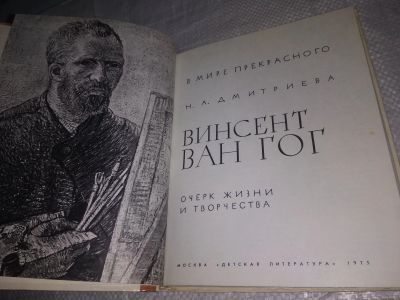 В МИРЕ ПРЕКРАСНОГО
Н. А. ДМИТРИЕВА
ВИНСЕНТ
ВАН ГОГ
ОЧЕРК ЖИЗНИ
И ТВОРЧЕСТВА
МОСКВА «ДЕТСКАЯ ЛИТЕРАТУРА» 1975